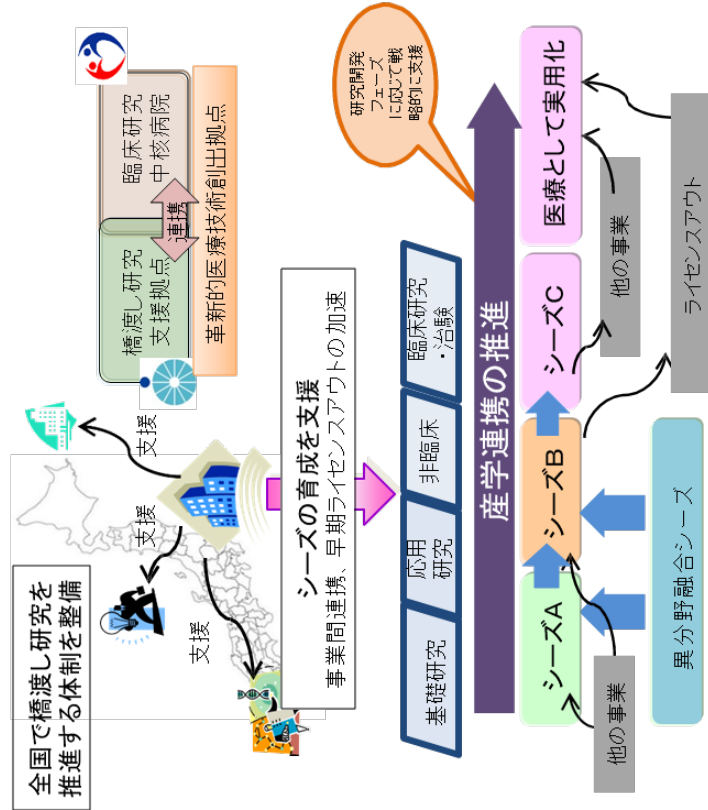 全国で橋渡し研究を
推進する体制を整備
支援
支援
支援
橋渡し研究
支援拠点
連携
臨床研究
中核病院
革新的医療技術創出拠点
シーズの育成を支援
事業間連携、早期ライセンスアウトの加速
基礎研究
応用
研究
非臨床
臨床研究
・治験
研究開発
フェーズ
に応じて戦
略的に支援
産学連携の推進
シーズA
シーズB
シーズC
医療として実用化
他の事業
異分野融合シーズ
他の事業
ライセンスアウト